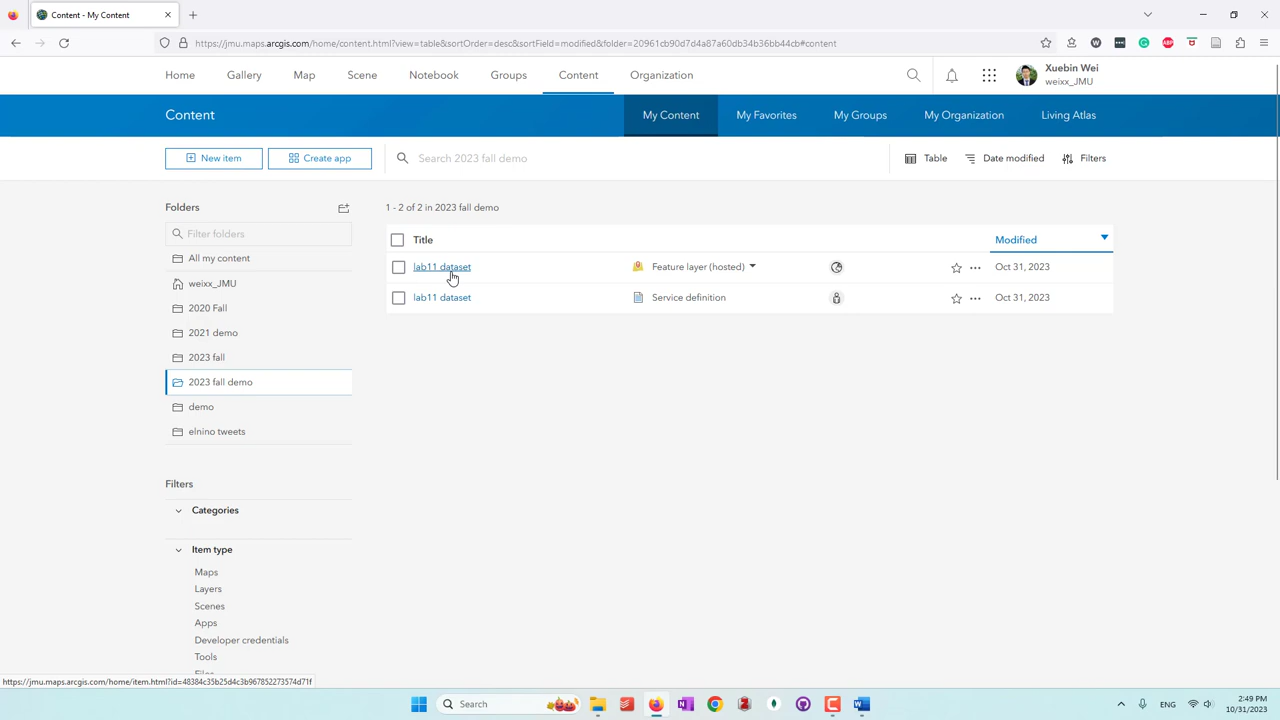 Content - My Content
https://jmu.maps.arcgis.com/home/content.html?view=table&sortOrder=desc&sortField=modified&folder=20961cb90d7d4a87a60db34b36bb44cb#content
Home
Gallery
Map
Scene
Notebook
Groups
Content
Organization
Xuebin Wei
weixx_JMU
Content
My Content
My Favorites
My Groups
My Organization
Living Atlas
New item
Create app
Search 2023 fall demo
Table
Date modified
Filters
Folders
1 - 2 of 2 in 2023 fall demo
Filter folders
Title
Modified
All my content
lab11 dataset
Feature layer (hosted)
Oct 31, 2023
weixx_JMU
lab11 dataset
Service definition
Oct 31, 2023
2020 Fall
2021 demo
2023 fall
2023 fall demo
demo
elnino tweets
Filters
Categories
Item type
Maps
Layers
Scenes
Apps
Developer credentials
Tools
https://jmu.maps.arcgis.com/home/item.html?id=48384c35b25d4c3b967852273574d71f
Search
ENG
2:49 PM
10/31/2023